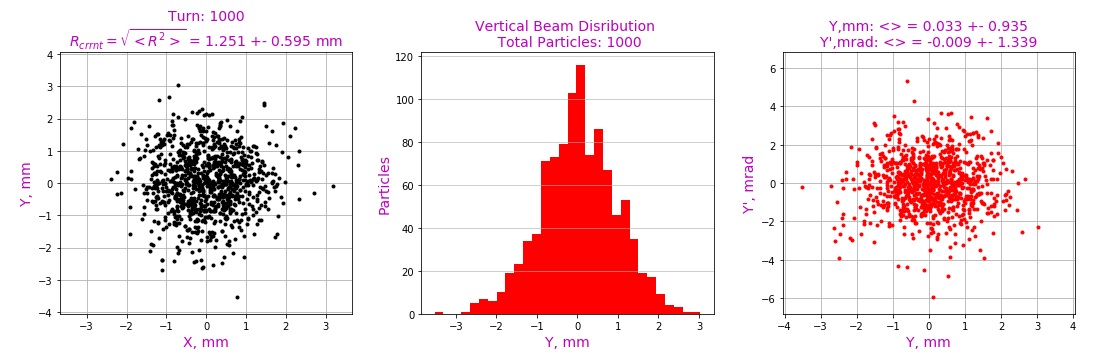 Turn: 1000
R_crrnt = √<R²> = 1.251 +- 0.595 mm
4
3
2
1
0
−1
−2
−3
−4
Y, mm
−3 −2 −1 0 1 2 3
X, mm
Vertical Beam Disribution
Total Particles: 1000
120
100
80
60
40
20
0
Particles
−3 −2 −1 0 1 2 3
Y, mm
Y,mm: <> = 0.033 +- 0.935
Y',mrad: <> = -0.009 +- 1.339
6
4
2
0
−2
−4
−6
Y', mrad
−4 −3 −2 −1 0 1 2 3 4
Y, mm